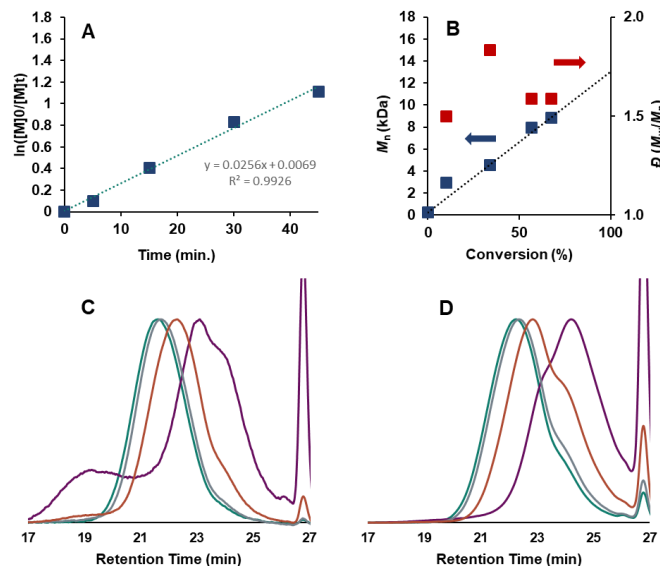 A
ln([M]0/[M]t)
1.8
1.6
1.4
1.2
1
0.8
0.6
0.4
0.2
0
y = 0.0256x + 0.0069
R² = 0.9926
0 10 20 30 40
Time (min.)
B
Mn (kDa)
18
16
14
12
10
8
6
4
2
0
2.0
1.5
1.0
Đ (Mw/Mn)
0 50 100
Conversion (%)
C
17 19 21 23 25 27
Retention Time (min)
D
17 19 21 23 25 27
Retention Time (min)